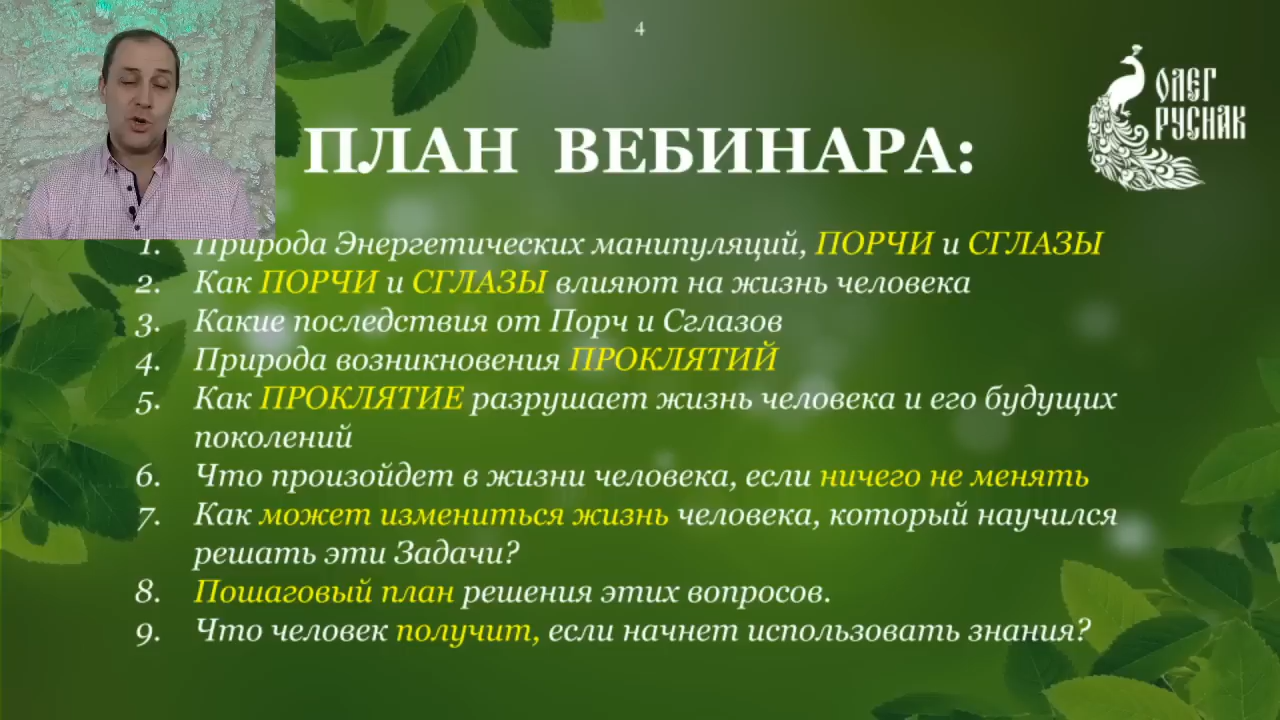 4
ОЛЕГ
РУСНАК
ПЛАН ВЕБИНАРА:
1. Природа Энергетических манипуляций, ПОРЧИ и СГЛАЗЫ
2. Как ПОРЧИ и СГЛАЗЫ влияют на жизнь человека
3. Какие последствия от Порч и Сглазов
4. Природа возникновения ПРОКЛЯТИЙ
5. Как ПРОКЛЯТИЕ разрушает жизнь человека и его будущих
поколений
6. Что произойдет в жизни человека, если ничего не менять
7. Как может измениться жизнь человека, который научился
решать эти Задачи?
8. Пошаговый план решения этих вопросов.
9. Что человек получит, если начнет использовать знания?